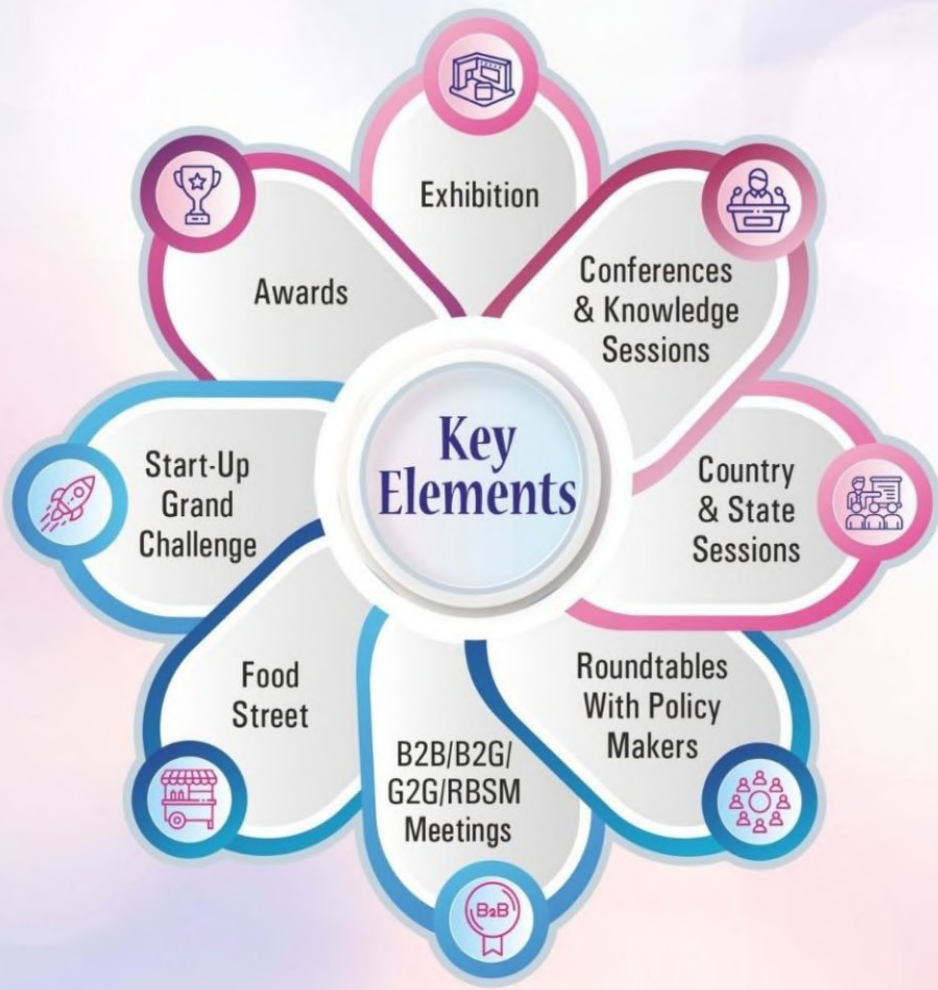 Exhibition
Conferences
& Knowledge
Sessions
Country
& State
Sessions
Roundtables
With Policy
Makers
B2B/B2G/
G2G/RBSM
Meetings
B2B
Food
Street
Start-Up
Grand
Challenge
Awards
Key
Elements